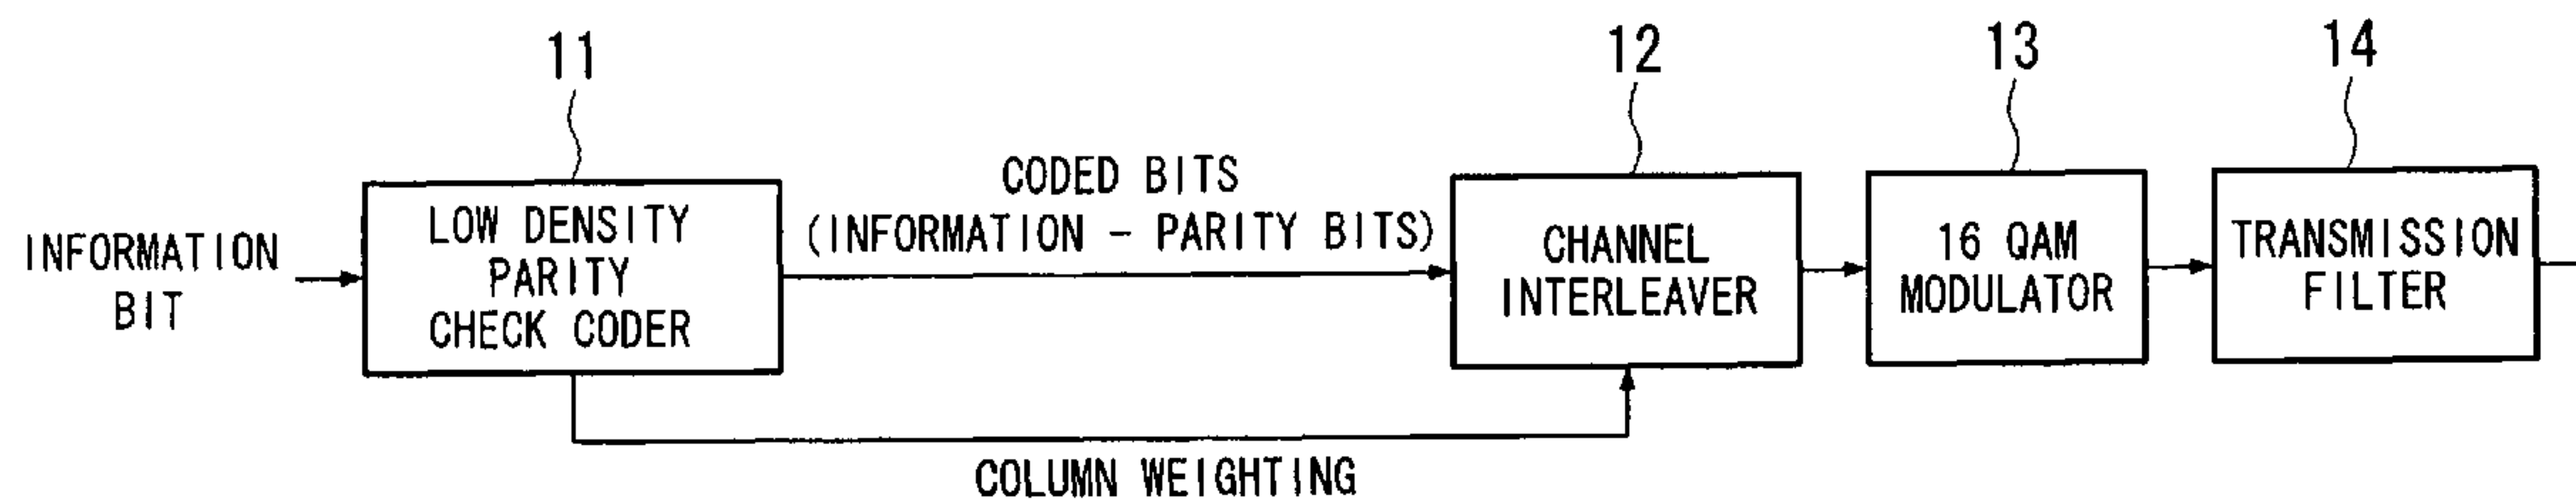 11
12
13
14
INFORMATION
BIT
LOW DENSITY
PARITY
CHECK CODER
CODED BITS
(INFORMATION - PARITY BITS)
CHANNEL
INTERLEAVER
16 QAM
MODULATOR
TRANSMISSION
FILTER
COLUMN WEIGHTING